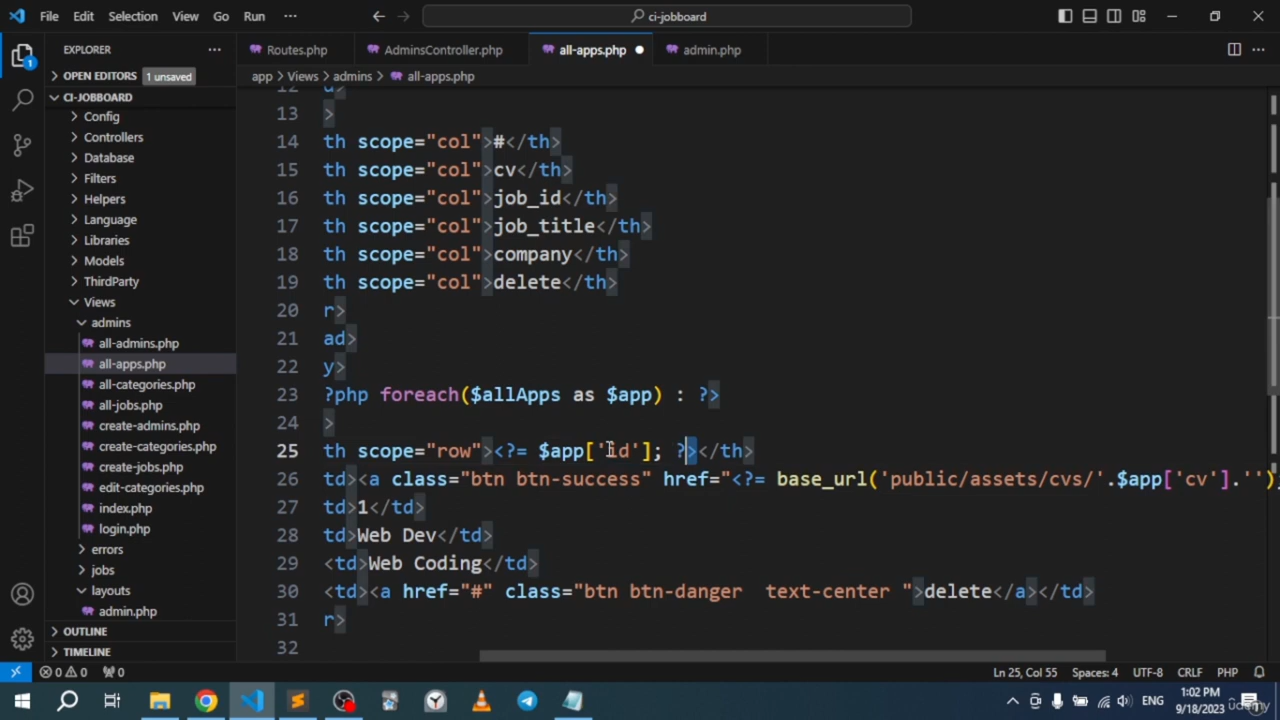 File Edit Selection View Go Run ··· ci-jobboard
EXPLORER ···
Routes.php AdminsController.php all-apps.php admin.php
OPEN EDITORS 1 unsaved
app > Views > admins > all-apps.php
CI-JOBBOARD
Config
Controllers
Database
Filters
Helpers
Language
Libraries
Models
ThirdParty
Views
admins
all-admins.php
all-apps.php
all-categories.php
all-jobs.php
create-admins.php
create-categories.php
create-jobs.php
edit-categories.php
index.php
login.php
errors
jobs
layouts
admin.php
OUTLINE
TIMELINE
12 d>
13 >
14 th scope="col">#</th>
15 th scope="col">cv</th>
16 th scope="col">job_id</th>
17 th scope="col">job_title</th>
18 th scope="col">company</th>
19 th scope="col">delete</th>
20 r>
21 ad>
22 y>
23 ?php foreach($allApps as $app) : ?>
24 >
25 th scope="row"><?= $app['id']; ?></th>
26 td><a class="btn btn-success" href="<?= base_url('public/assets/cvs/'.$app['cv'].'')
27 td>1</td>
28 td>Web Dev</td>
29 <td>Web Coding</td>
30 <td><a href="#" class="btn btn-danger  text-center ">delete</a></td>
31 r>
32
0 0 0 Ln 25, Col 55 Spaces: 4 UTF-8 CRLF PHP
ENG 1:02 PM
9/18/2023
udemy